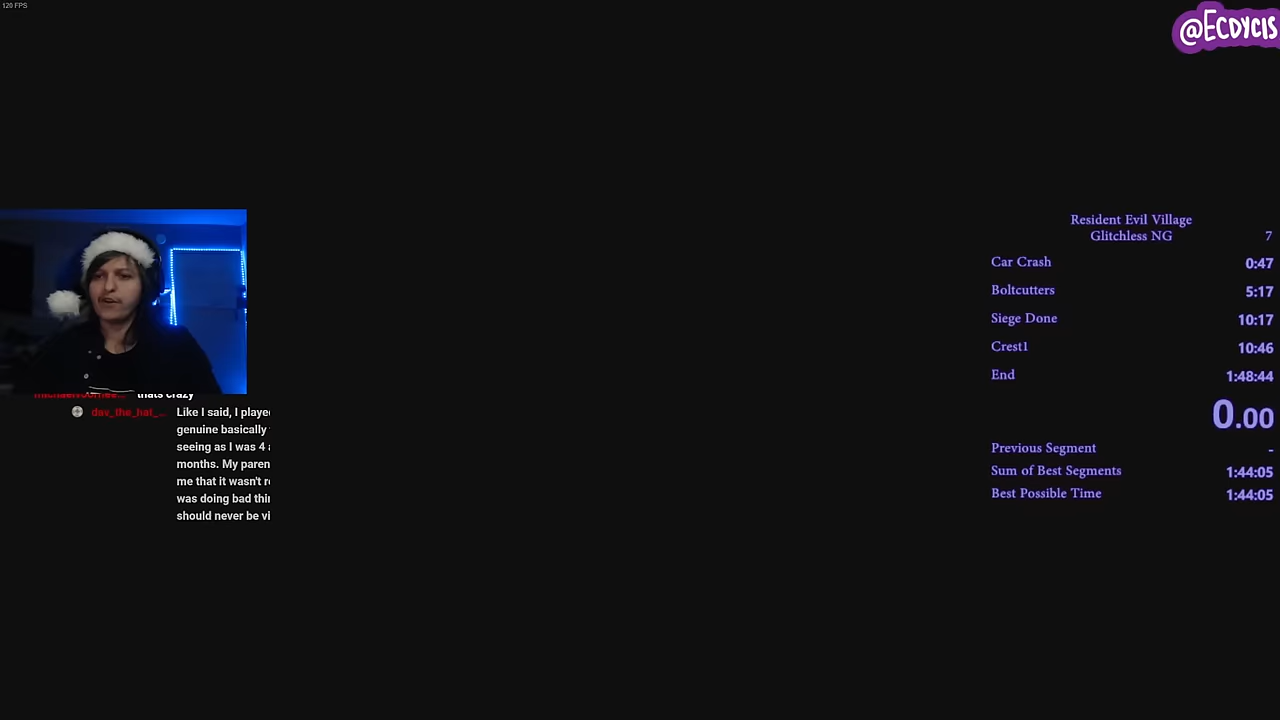 120 FPS
@ECDYCIS
Resident Evil Village
Glitchless NG 7
Car Crash 0:47
Boltcutters 5:17
Siege Done 10:17
Crest1 10:46
End 1:48:44
0.00
Previous Segment -
Sum of Best Segments 1:44:05
Best Possible Time 1:44:05
thats crazy
dav_the_hat_... Like I said, I playe
genuine basically
seeing as I was 4
months. My paren
me that it wasn't r
was doing bad thi
should never be vi